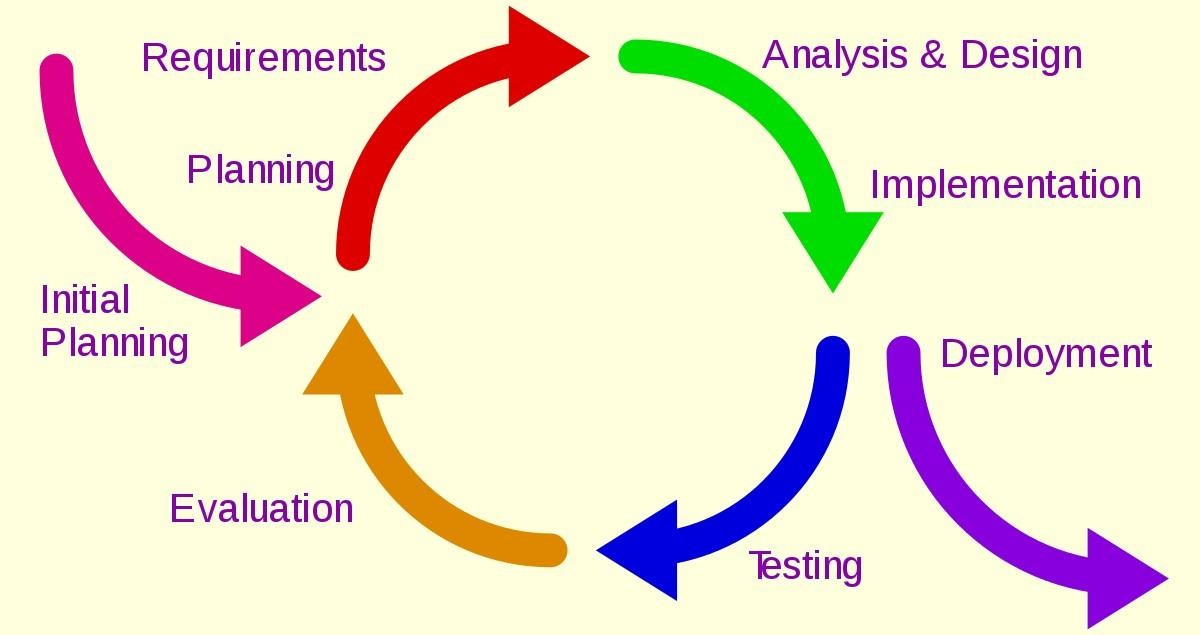 Requirements
Analysis & Design
Planning
Implementation
Initial
Planning
Deployment
Evaluation
Testing